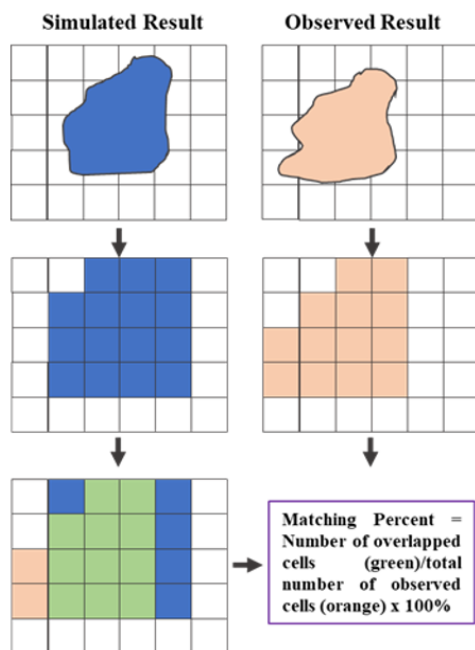 Simulated Result
Observed Result
Matching Percent =
Number of overlapped
cells (green)/total
number of observed
cells (orange) x 100%